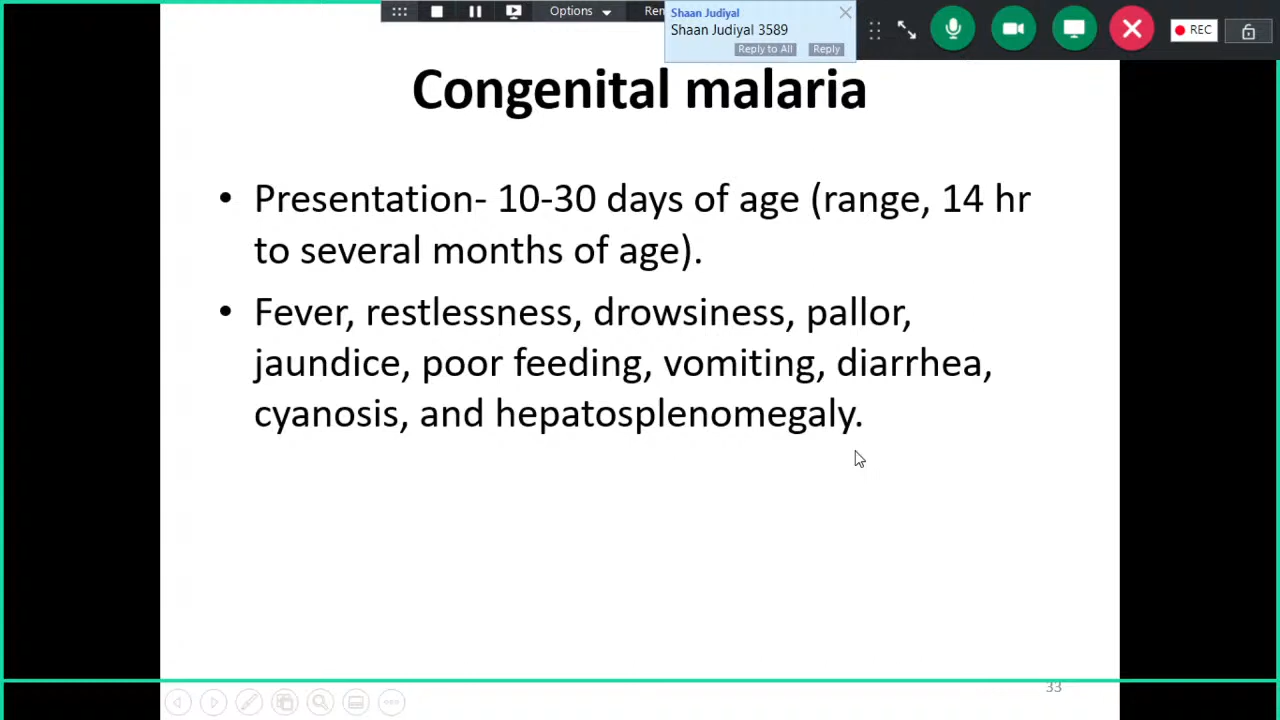 Options
Ren
Shaan Judiyal
Shaan Judiyal 3589
Reply to All
Reply
REC
Congenital malaria
• Presentation- 10-30 days of age (range, 14 hr
to several months of age).
• Fever, restlessness, drowsiness, pallor,
jaundice, poor feeding, vomiting, diarrhea,
cyanosis, and hepatosplenomegaly.
33